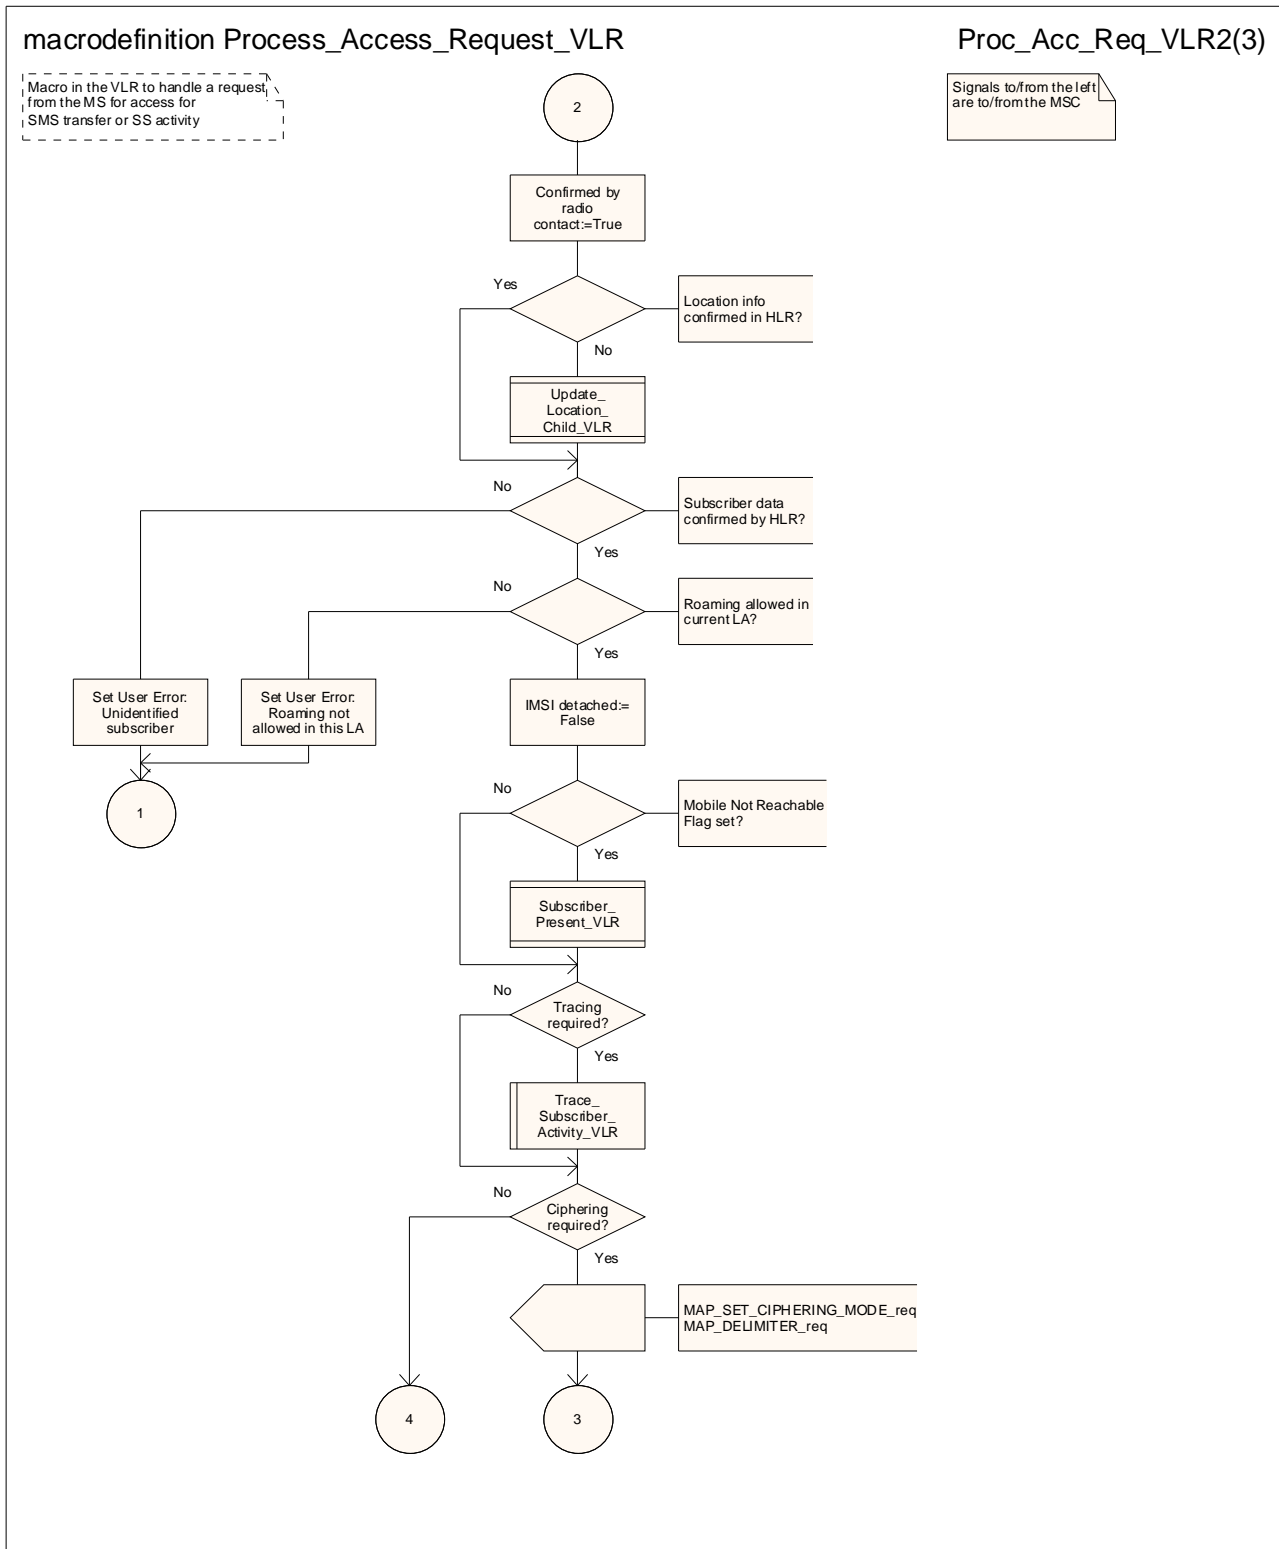 macrodefinition Process_Access_Request_VLR
Proc_Acc_Req_VLR2(3)
Macro in the VLR to handle a request
from the MS for access for
SMS transfer or SS activity
Signals to/from the left
are to/from the MSC
2
Confirmed by
radio
contact:=True
Yes
Location info
confirmed in HLR?
No
Update_
Location_
Child_VLR
No
Subscriber data
confirmed by HLR?
Yes
No
Roaming allowed in
current LA?
Yes
Set User Error:
Unidentified
subscriber
Set User Error:
Roaming not
allowed in this LA
IMSI detached:=
False
1
No
Mobile Not Reachable
Flag set?
Yes
Subscriber_
Present_VLR
No
Tracing
required?
Yes
Trace_
Subscriber_
Activity_VLR
No
Ciphering
required?
Yes
MAP_SET_CIPHERING_MODE_req
MAP_DELIMITER_req
4
3